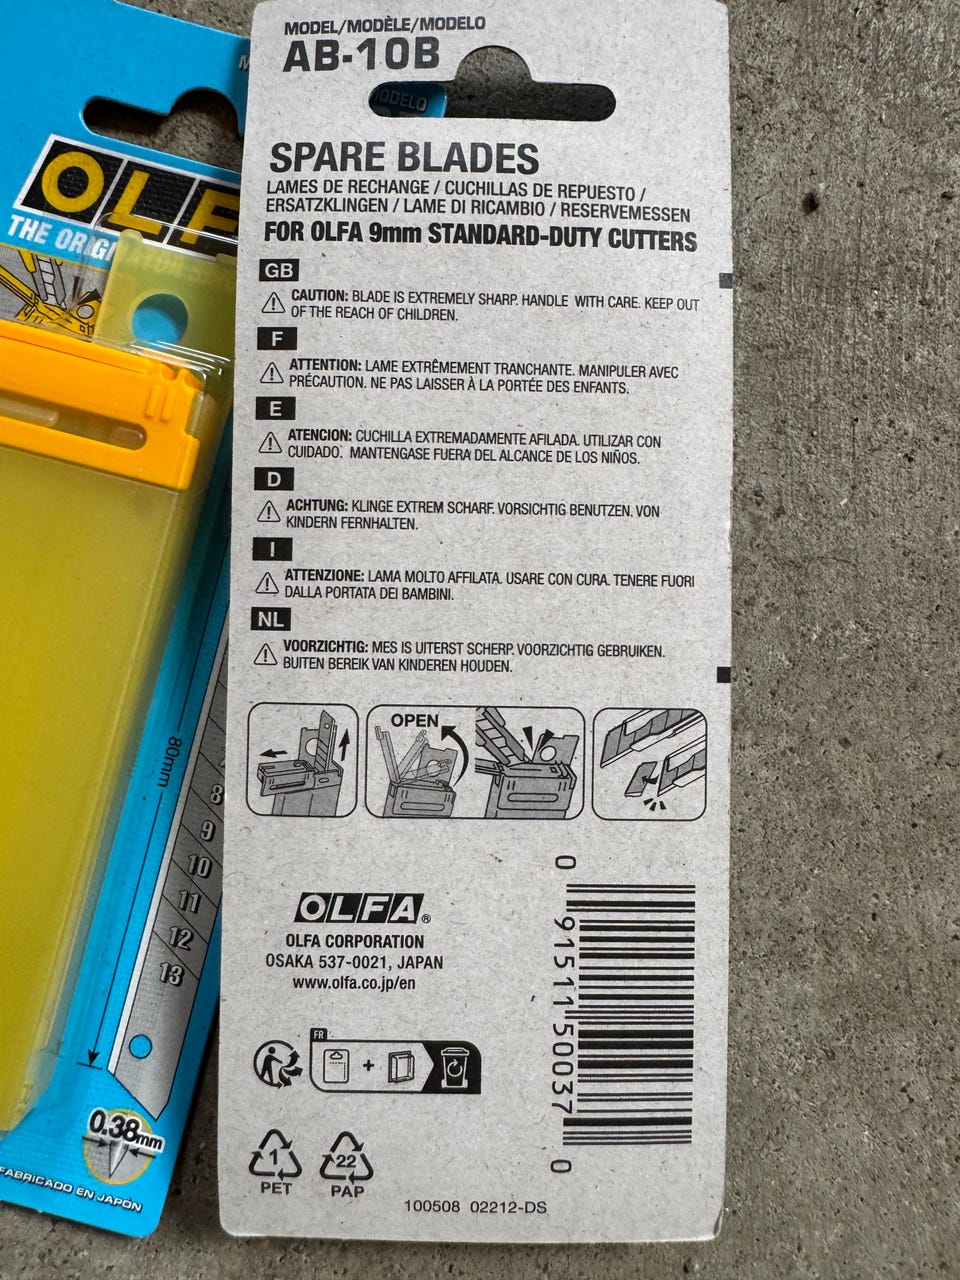 MODEL/MODÈLE/MODELO
AB-10B
MODELO
SPARE BLADES
LAMES DE RECHANGE / CUCHILLAS DE REPUESTO /
ERSATZKLINGEN / LAME DI RICAMBIO / RESERVEMESSEN
FOR OLFA 9mm STANDARD-DUTY CUTTERS
GB
CAUTION: BLADE IS EXTREMELY SHARP. HANDLE WITH CARE. KEEP OUT
OF THE REACH OF CHILDREN.
F
ATTENTION: LAME EXTRÊMEMENT TRANCHANTE. MANIPULER AVEC
PRÉCAUTION. NE PAS LAISSER À LA PORTÉE DES ENFANTS.
E
ATENCION: CUCHILLA EXTREMADAMENTE AFILADA. UTILIZAR CON
CUIDADO. MANTENGASE FUERA DEL ALCANCE DE LOS NIÑOS.
D
ACHTUNG: KLINGE EXTREM SCHARF. VORSICHTIG BENUTZEN. VON
KINDERN FERNHALTEN.
I
ATTENZIONE: LAMA MOLTO AFFILATA. USARE CON CURA. TENERE FUORI
DALLA PORTATA DEI BAMBINI.
NL
VOORZICHTIG: MES IS UITERST SCHERP. VOORZICHTIG GEBRUIKEN.
BUITEN BEREIK VAN KINDEREN HOUDEN.
OPEN
OLFA®
OLFA CORPORATION
OSAKA 537-0021, JAPAN
www.olfa.co.jp/en
FR
+
1
PET
22
PAP
100508 02212-DS
0 91511 50037 0
OLF
THE ORIGI
80mm
8
9
10
11
12
13
0.38mm
FABRICADO EN JAPÓN